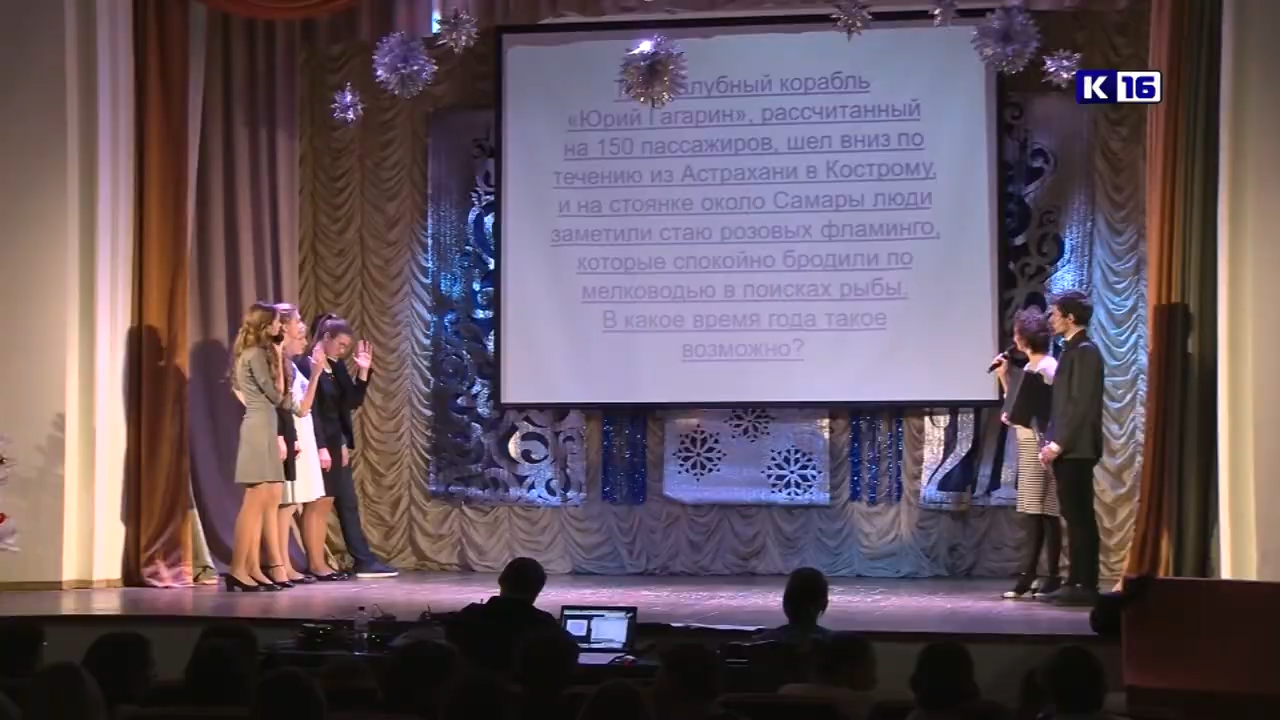 К 16
корабль
«Юрий Гагарин», рассчитанный
на 150 пассажиров, шел вниз по
течению из Астрахани в Кострому,
и на стоянке около Самары люди
заметили стаю розовых фламинго,
которые спокойно бродили по
мелководью в поисках рыбы.
В какое время года такое
возможно?